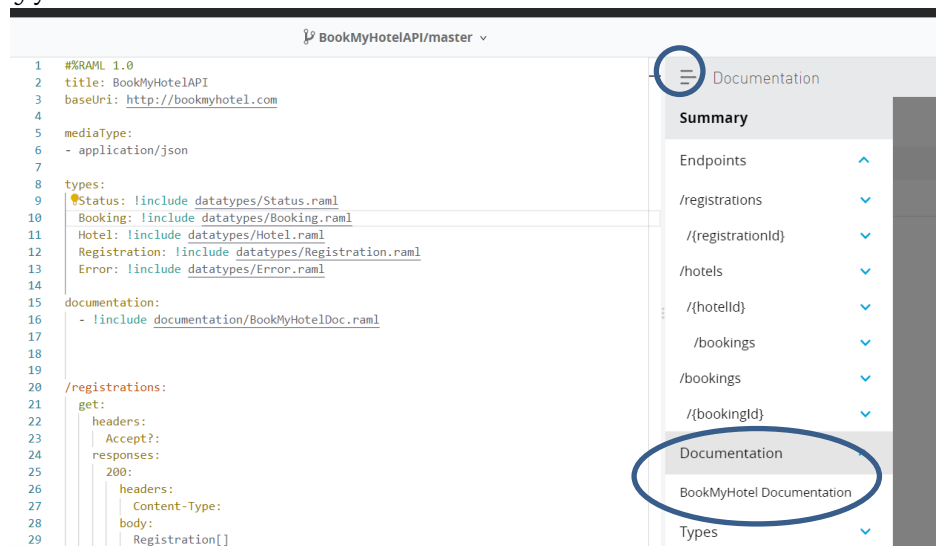 BookMyHotelAPI/master
1 #%RAML 1.0
2 title: BookMyHotelAPI
3 baseUri: http://bookmyhotel.com
4
5 mediaType:
6 - application/json
7
8 types:
9 Status: !include datatypes/Status.raml
10 Booking: !include datatypes/Booking.raml
11 Hotel: !include datatypes/Hotel.raml
12 Registration: !include datatypes/Registration.raml
13 Error: !include datatypes/Error.raml
14
15 documentation:
16 - !include documentation/BookMyHotelDoc.raml
17
18
19
20 /registrations:
21 get:
22 headers:
23 Accept?:
24 responses:
25 200:
26 headers:
27 Content-Type:
28 body:
29 Registration[]
Documentation
Summary
Endpoints
/registrations
/{registrationId}
/hotels
/{hotelId}
/bookings
/bookings
/{bookingId}
Documentation
BookMyHotel Documentation
Types